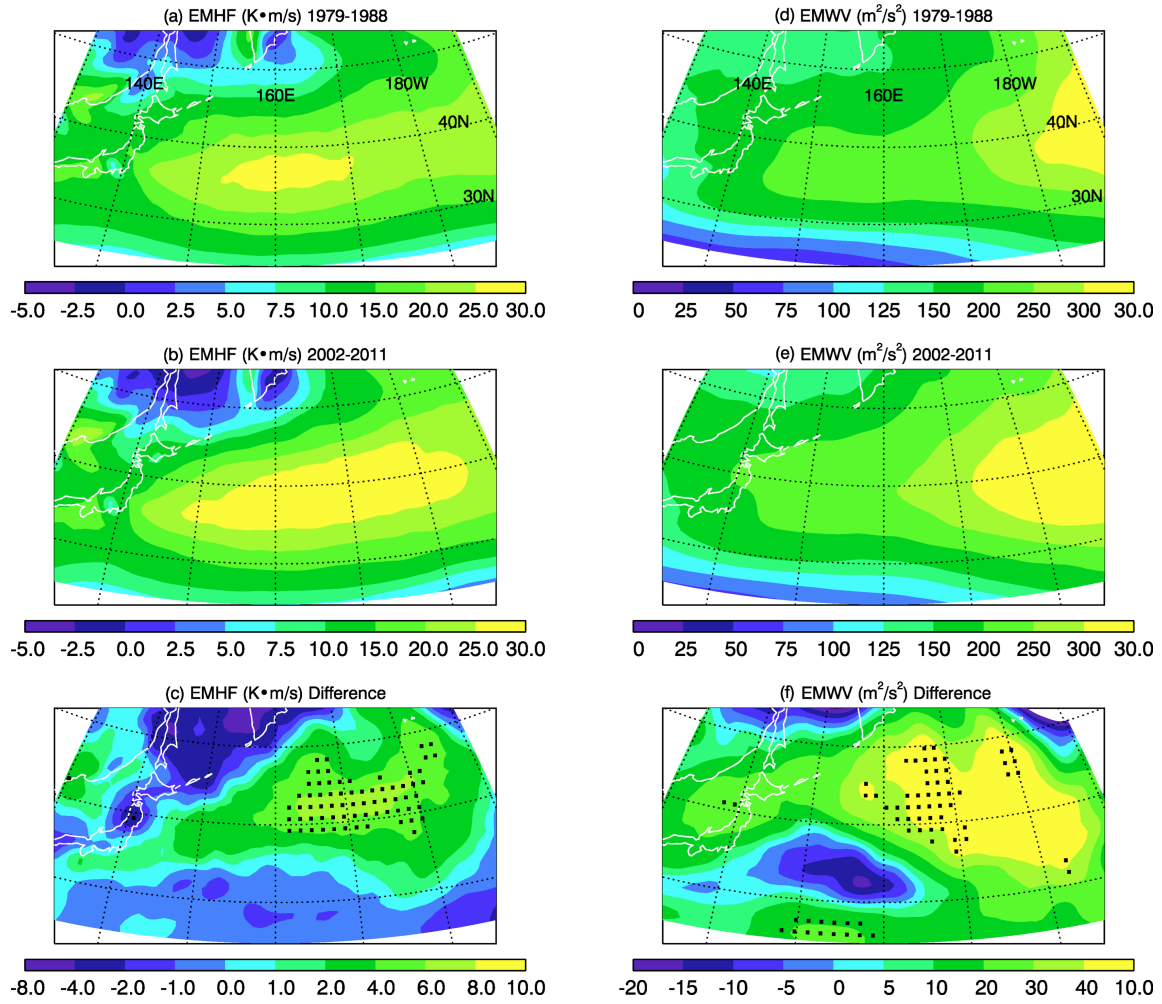 (a) EMHF (K•m/s) 1979-1988
140E
160E
180W
40N
30N
-5.0 -2.5 0.0 2.5 5.0 7.5 10.0 15.0 20.0 25.0 30.0
(d) EMWV (m²/s²) 1979-1988
140E
160E
180W
40N
30N
0 25 50 75 100 125 150 200 250 300 30.0
(b) EMHF (K•m/s) 2002-2011
-5.0 -2.5 0.0 2.5 5.0 7.5 10.0 15.0 20.0 25.0 30.0
(e) EMWV (m²/s²) 2002-2011
0 25 50 75 100 125 150 200 250 300 30.0
(c) EMHF (K•m/s) Difference
-8.0 -4.0 -2.0 -1.0 0.0 1.0 2.0 4.0 6.0 8.0 10.0
(f) EMWV (m²/s²) Difference
-20 -15 -10 -5 0 5 10 20 30 40 10.0